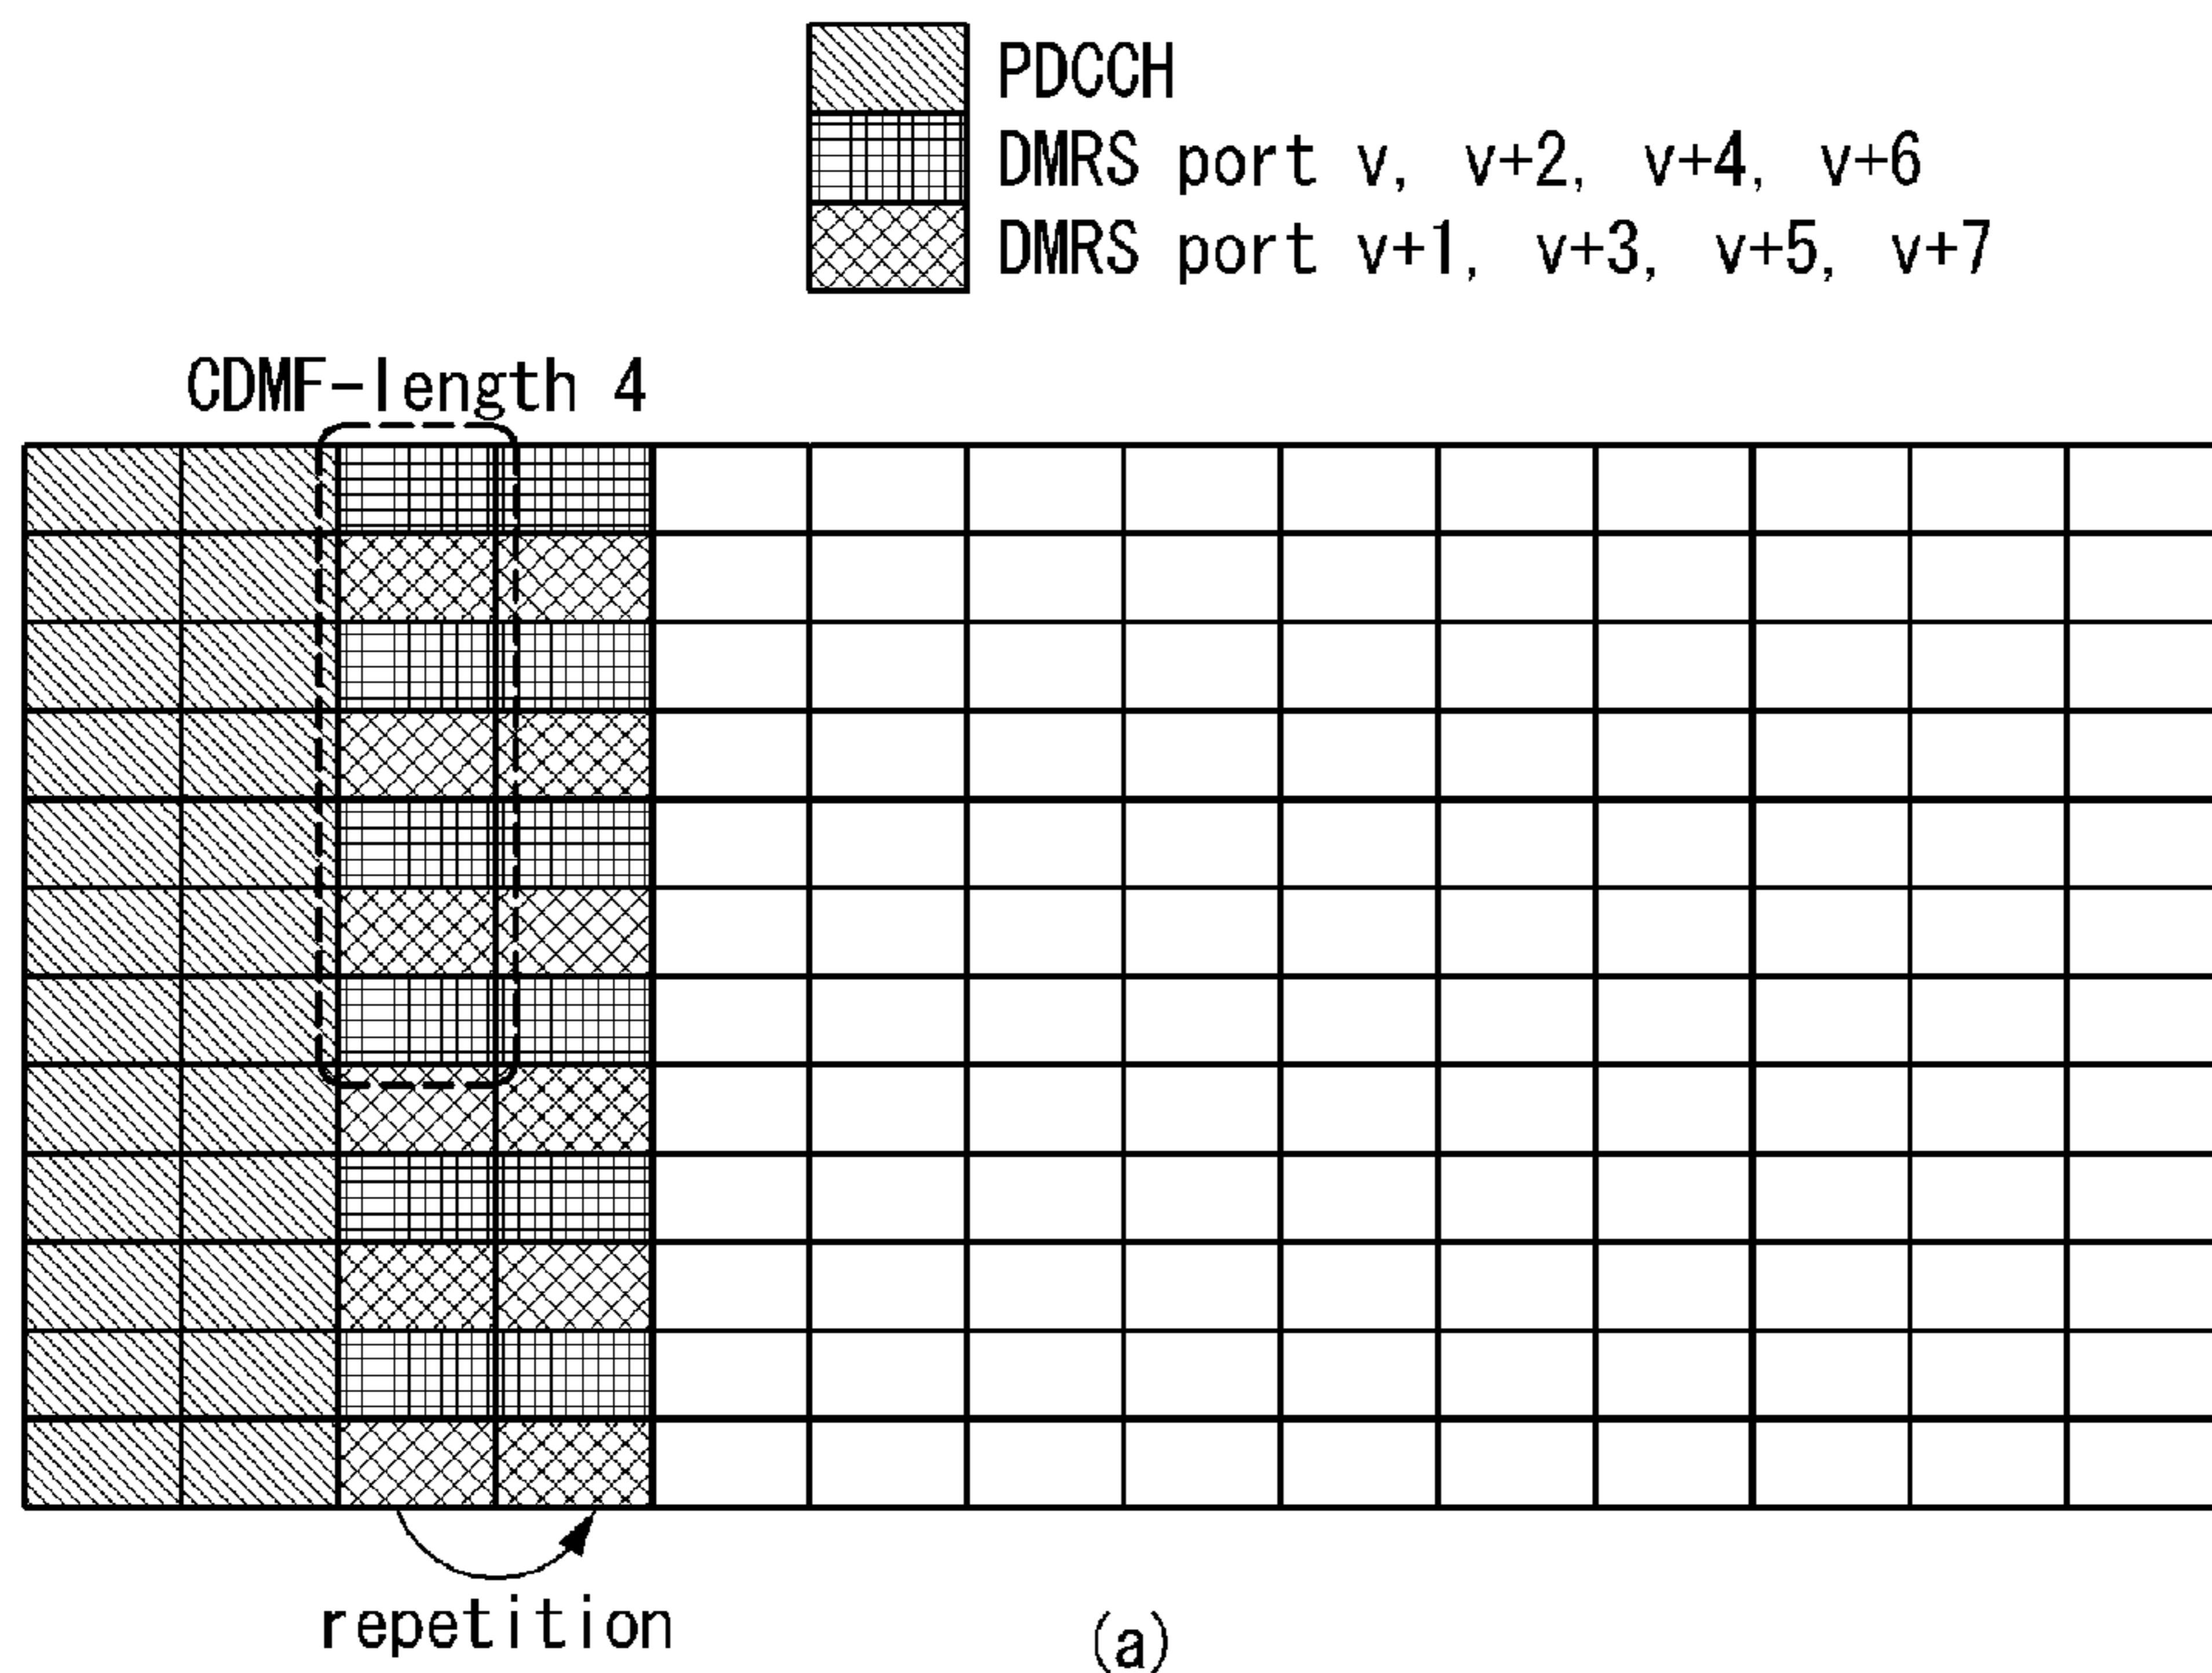 PDCCH
DMRS port v, v+2, v+4, v+6
DMRS port v+1, v+3, v+5, v+7
CDMF-length 4
repetition
(a)